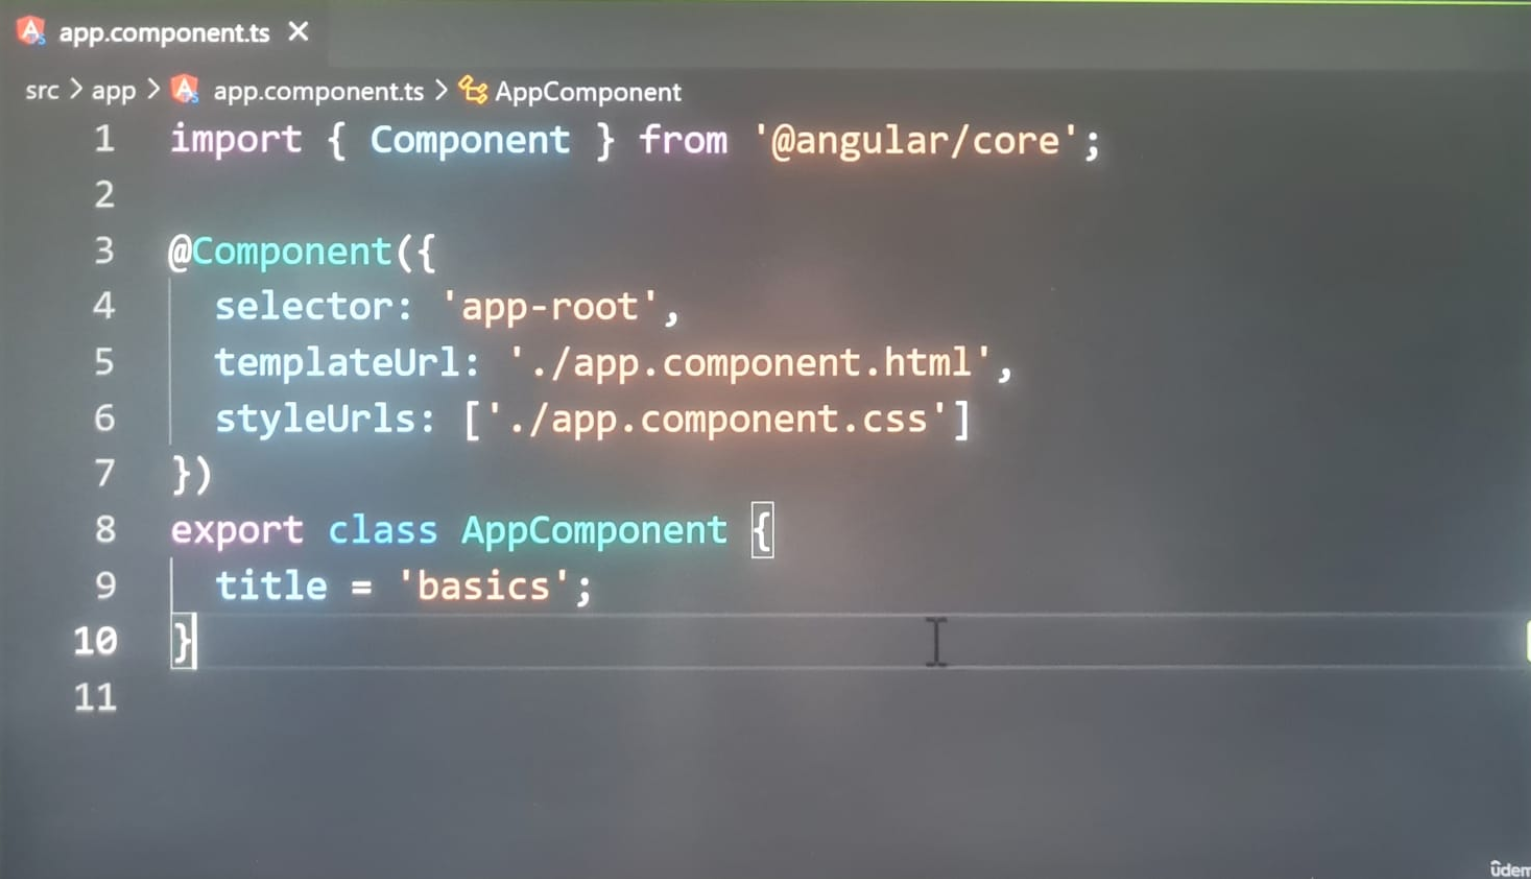 app.component.ts ×
src > app > app.component.ts > AppComponent
1 import { Component } from '@angular/core';
2
3 @Component({
4   selector: 'app-root',
5   templateUrl: './app.component.html',
6   styleUrls: ['./app.component.css']
7 })
8 export class AppComponent {
9   title = 'basics';
10 }
11
ûdem